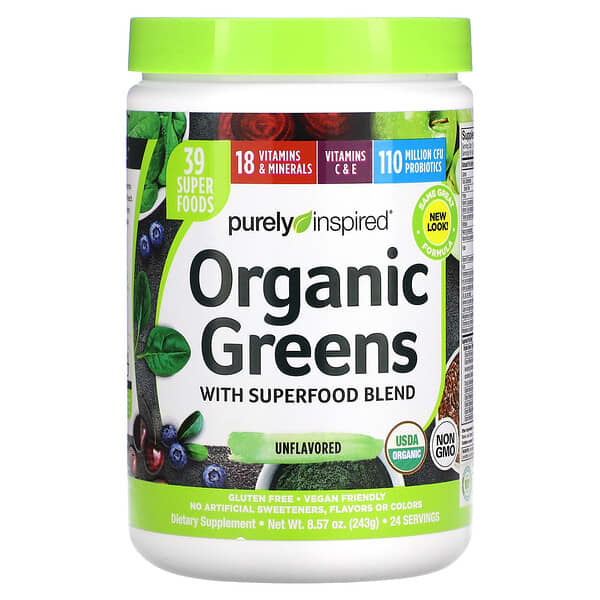 39
SUPER
FOODS
18 VITAMINS
& MINERALS
VITAMINS
C & E
110 MILLION CFU
PROBIOTICS
SAME GREAT
NEW
LOOK!
FORMULA
purely inspired®
Organic
Greens
WITH SUPERFOOD BLEND
UNFLAVORED
USDA
ORGANIC
NON
GMO
GLUTEN FREE • VEGAN FRIENDLY
NO ARTIFICIAL SWEETENERS, FLAVORS OR COLORS
Dietary Supplement • Net Wt. 8.57 oz. (243g) • 24 SERVINGS